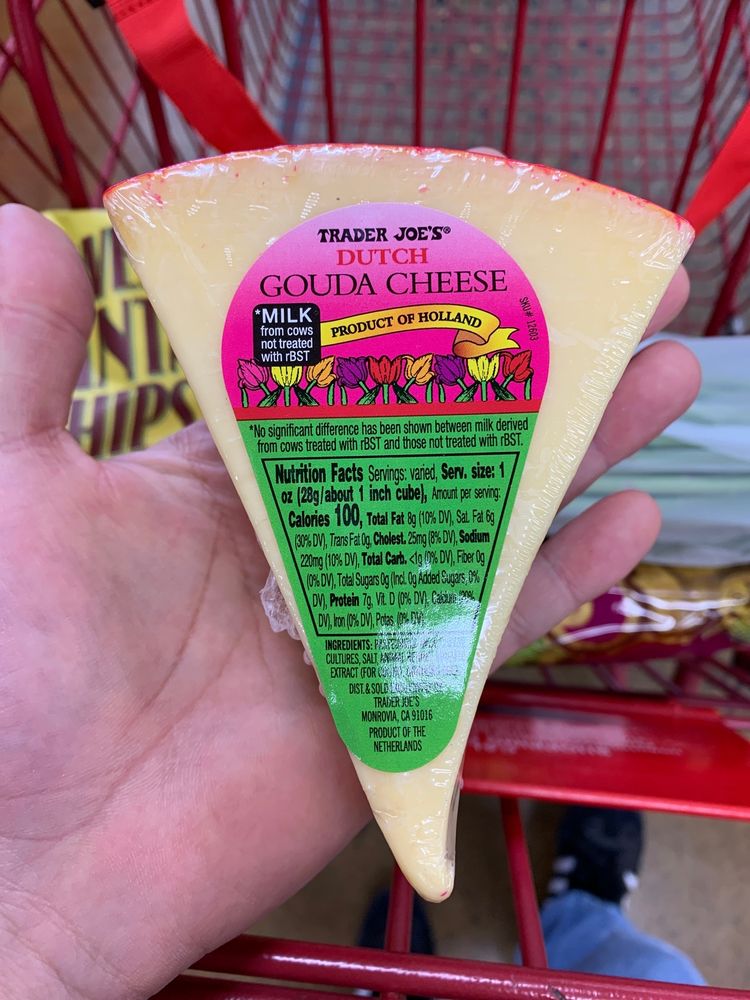 TRADER JOE'S®
DUTCH
GOUDA CHEESE
*MILK
from cows
not treated
with rBST
PRODUCT OF HOLLAND
SKU# 12603
*No significant difference has been shown between milk derived
from cows treated with rBST and those not treated with rBST.
Nutrition Facts Servings: varied, Serv. size: 1
oz (28g/about 1 inch cube), Amount per serving:
Calories 100, Total Fat 8g (10% DV), Sat. Fat 6g
(30% DV), Trans Fat 0g, Cholest. 25mg (8% DV), Sodium
220mg (10% DV), Total Carb. <1g (0% DV), Fiber 0g
(0% DV), Total Sugars 0g (Incl. 0g Added Sugars, 0%
DV), Protein 7g, Vit. D (0% DV), Calcium
DV), Iron (0% DV), Potas. (0% DV)
INGREDIENTS:
CULTURES, SALT,
EXTRACT (FOR
DIST. & SOLD
TRADER JOE'S
MONROVIA, CA 91016
PRODUCT OF THE
NETHERLANDS
HIPS